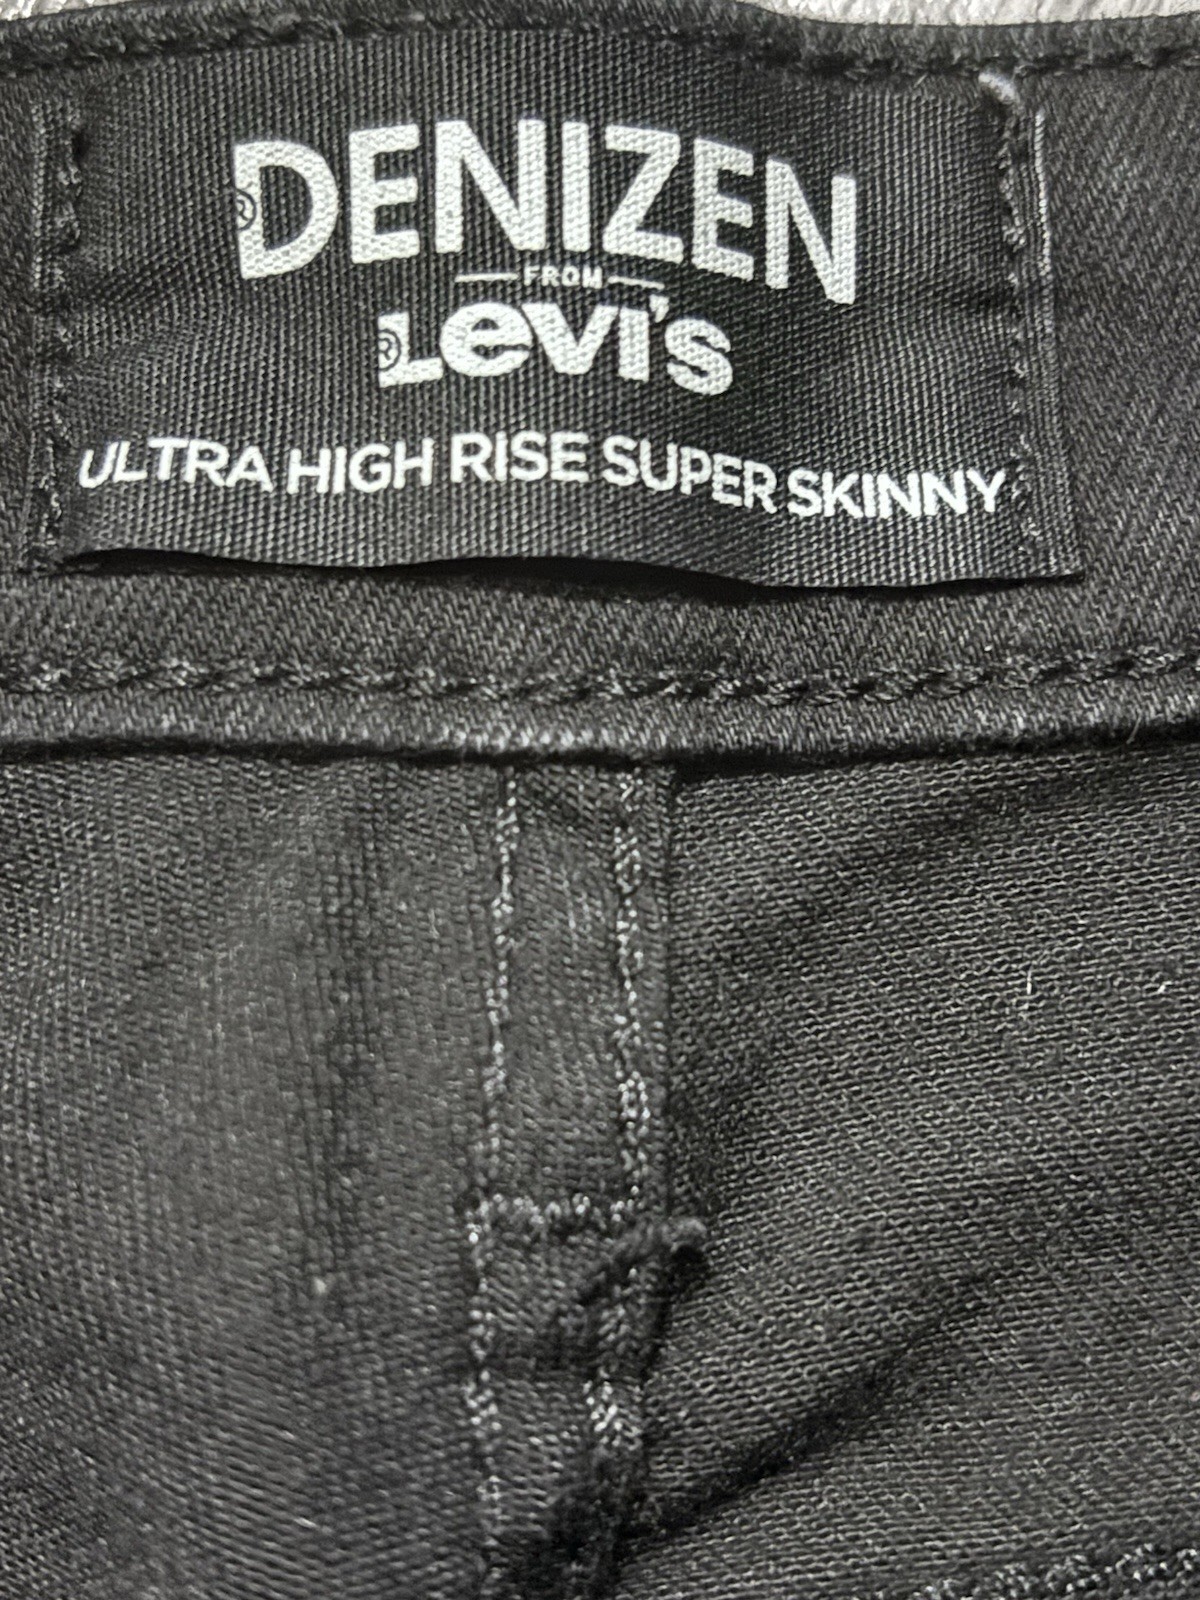 DENIZEN®
FROM
Levi's®
ULTRA HIGH RISE SUPER SKINNY